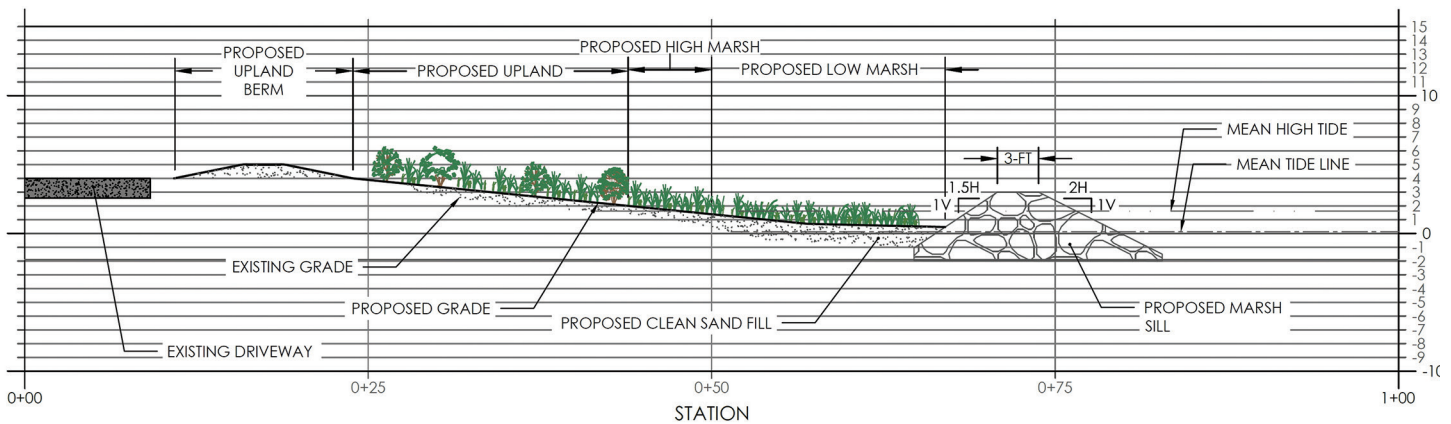 PROPOSED
UPLAND
BERM
PROPOSED UPLAND
PROPOSED HIGH MARSH
PROPOSED LOW MARSH
MEAN HIGH TIDE
MEAN TIDE LINE
3-FT
1.5H
1V
2H
1V
EXISTING GRADE
PROPOSED GRADE
PROPOSED CLEAN SAND FILL
EXISTING DRIVEWAY
PROPOSED MARSH
SILL
15
14
13
12
11
10
9
8
7
6
5
4
3
2
1
0
-1
-2
-3
-4
-5
-6
-7
-8
-9
-10
0+00
0+25
0+50
0+75
1+00
STATION